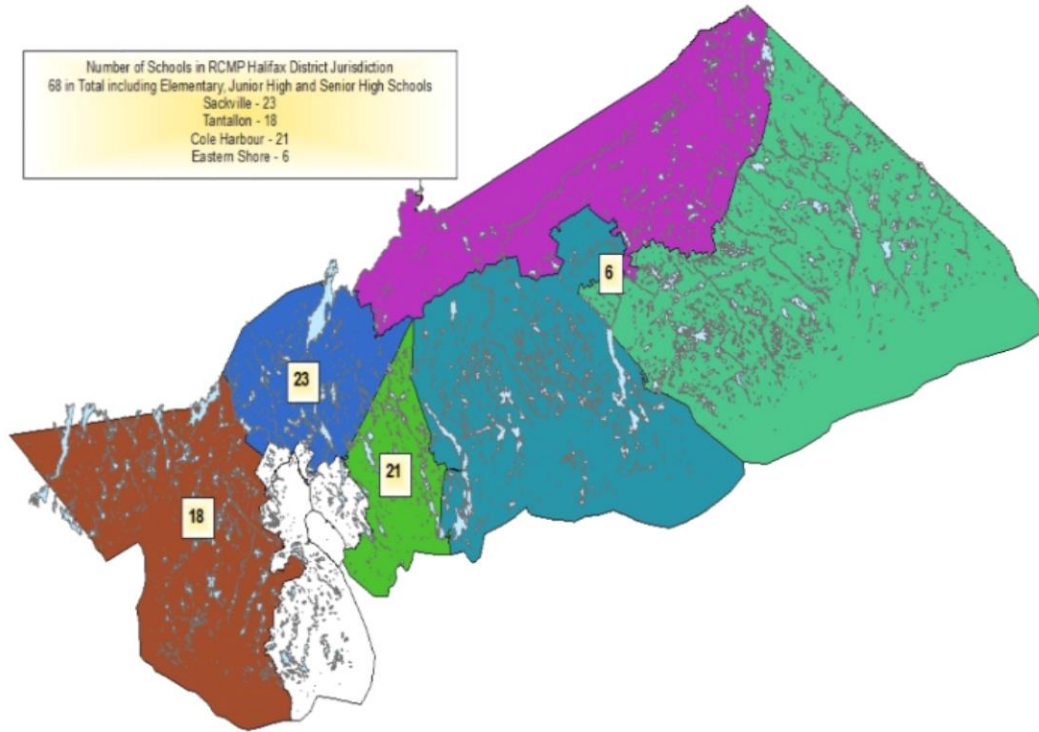 Number of Schools in RCMP Halifax District Jurisdiction
68 in Total including Elementary, Junior High and Senior High Schools
Sackville - 23
Tantallon - 18
Cole Harbour - 21
Eastern Shore - 6
6
23
21
18